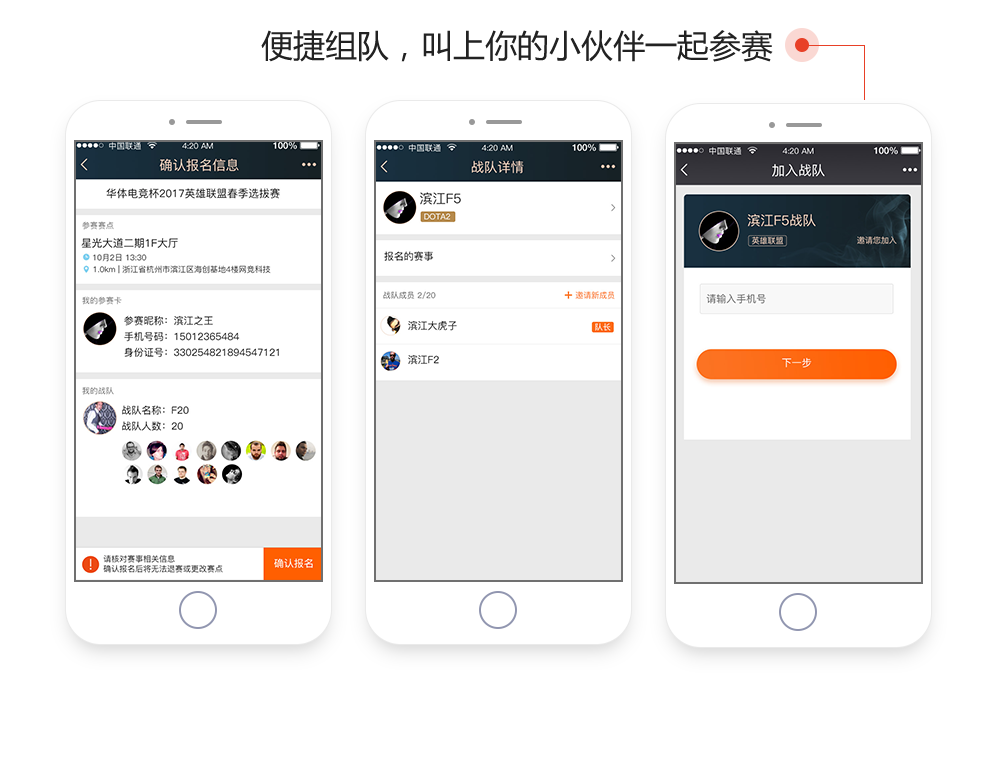 便捷组队，叫上你的小伙伴一起参赛
中国联通 4:20 AM 100%
确认报名信息
华体电竞杯2017英雄联盟春季选拔赛
参赛赛点
星光大道二期1F大厅
10月2日 13:30
1.0km | 浙江省杭州市滨江区海创基地4楼网竞科技
我的参赛卡
参赛昵称：滨江之王
手机号码：15012365484
身份证号：330254821894547121
我的战队
战队名称：F20
战队人数：20
请核对赛事相关信息
确认报名后将无法退赛或更改赛点
确认报名
中国联通 4:20 AM 100%
战队详情
滨江F5
DOTA2
报名的赛事
战队成员 2/20 + 邀请新成员
滨江大虎子 队长
滨江F2
中国联通 4:20 AM 100%
加入战队
滨江F5战队
英雄联盟 邀请您加入
请输入手机号
下一步